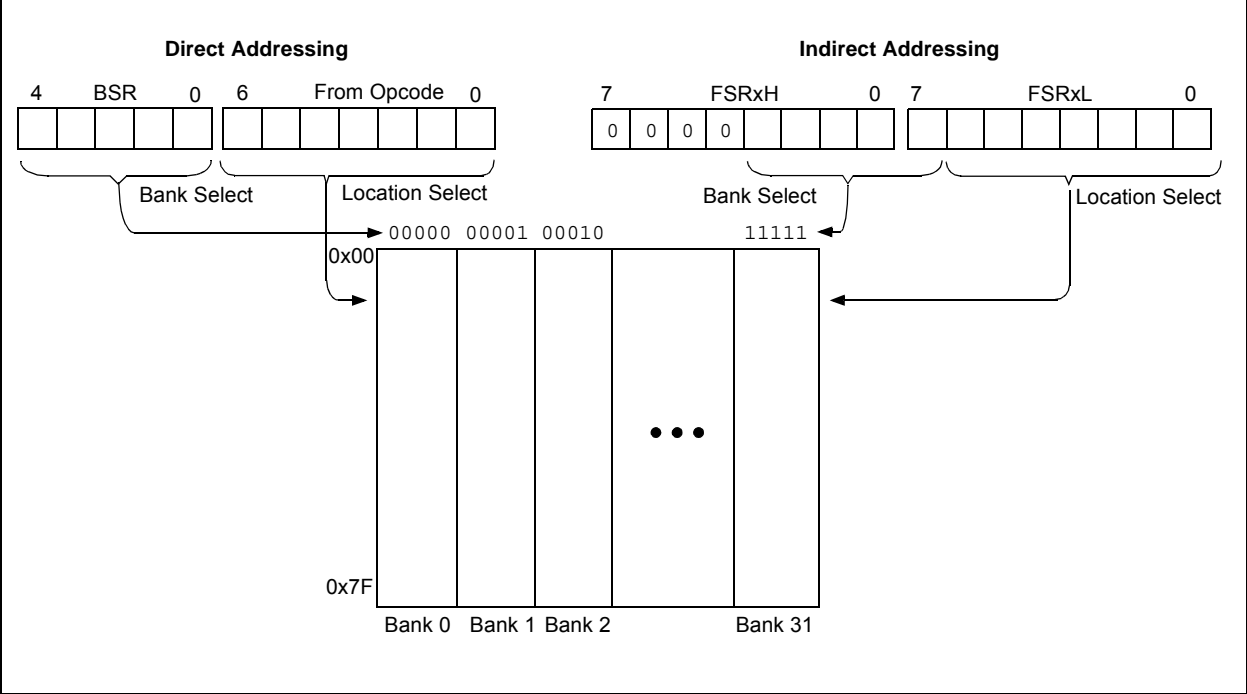 Direct Addressing
Indirect Addressing
4 BSR 0 6 From Opcode 0
7 FSRxH 0 7 FSRxL 0
0 0 0 0
Bank Select
Location Select
Bank Select
Location Select
00000 00001 00010 11111
0x00
0x7F
Bank 0 Bank 1 Bank 2 Bank 31